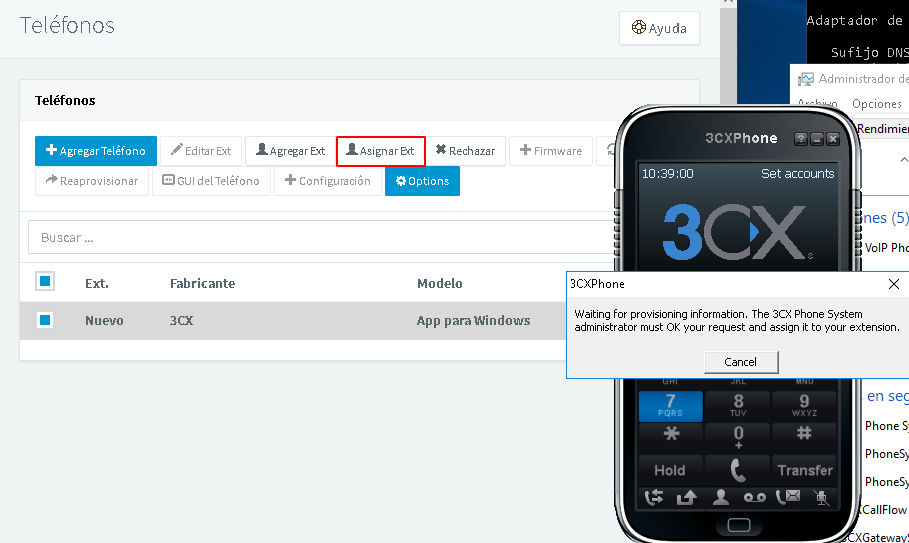 Teléfonos
Ayuda
Teléfonos
Agregar Teléfono
Editar Ext
Agregar Ext
Asignar Ext
Rechazar
Firmware
Reaprovisionar
GUI del Teléfono
Configuración
Options
Buscar ...
Ext. Fabricante Modelo
Nuevo 3CX App para Windows
Adaptador de
Sufijo DNS
Administrador de
Archivo Opciones
Rendimie
nes (5)
VoIP Pho
en seg
Phone Sy
PhoneSy
PhoneSy
CallFlow
3CXGatewayS
3CXPhone
10:39:00 Set accounts
3CX
3CXPhone
Waiting for provisioning information. The 3CX Phone System
administrator must OK your request and assign it to your extension.
Cancel
GHI JKL MNO
7 8 9
PQRS TUV WXYZ
* 0 #
+
Hold Transfer